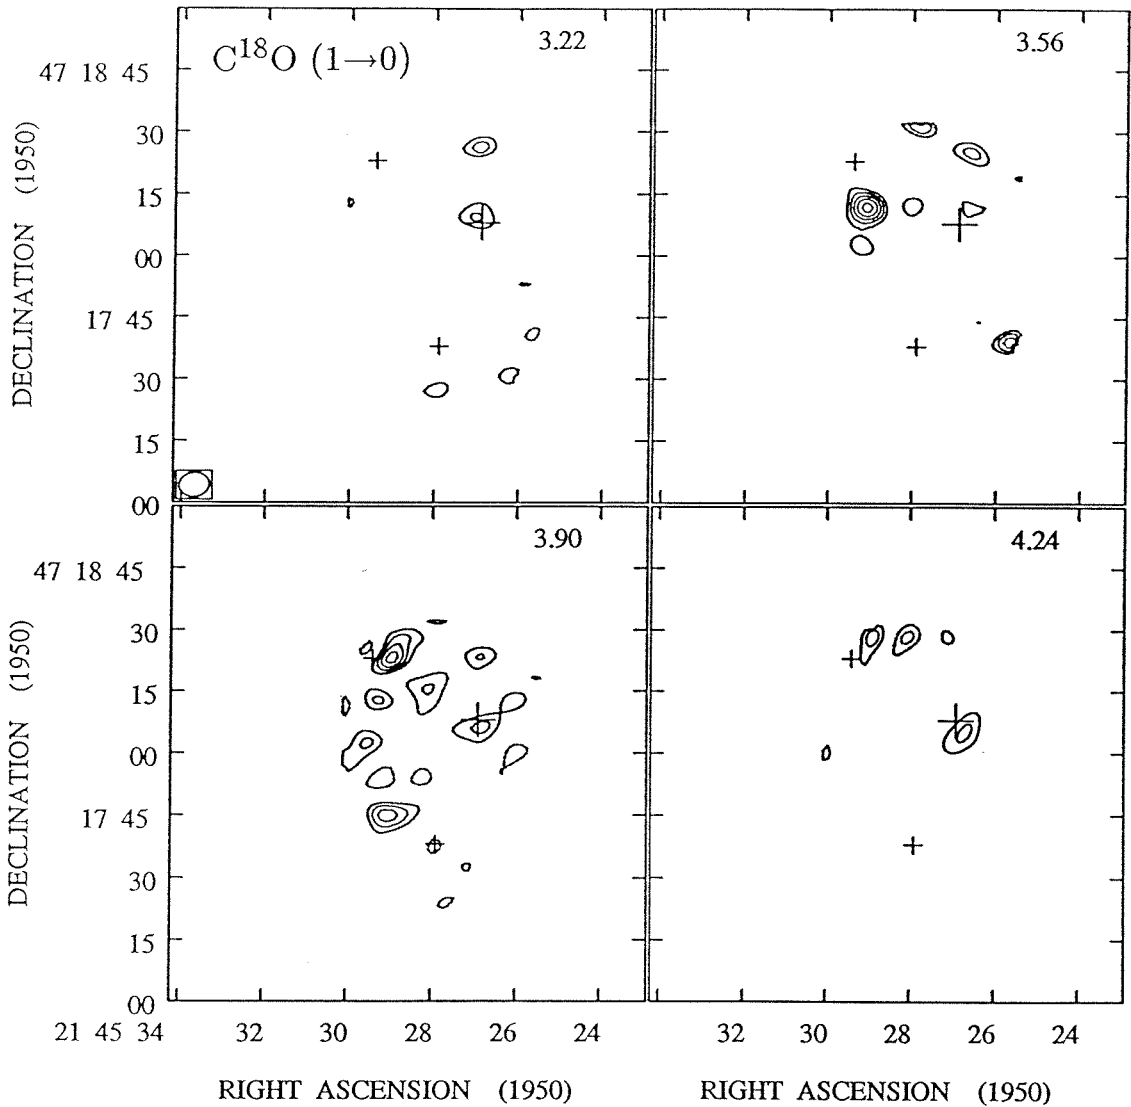 C¹⁸O (1→0)
3.22
3.56
47 18 45
30
15
00
17 45
30
15
00
DECLINATION (1950)
3.90
4.24
47 18 45
30
15
00
17 45
30
15
00
DECLINATION (1950)
21 45 34 32 30 28 26 24 32 30 28 26 24
RIGHT ASCENSION (1950) RIGHT ASCENSION (1950)